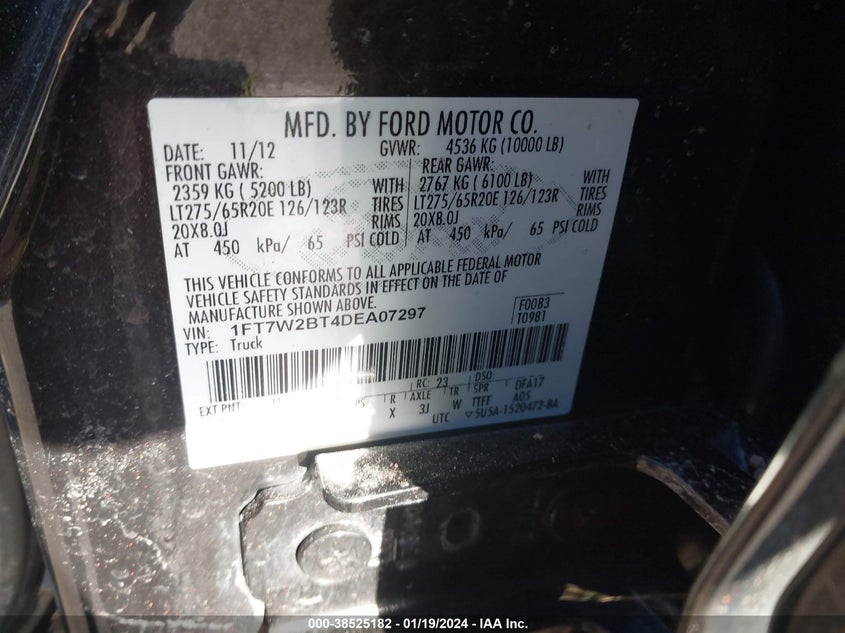 MFD. BY FORD MOTOR CO.
DATE: 11/12 GVWR: 4536 KG (10000 LB)
FRONT GAWR: REAR GAWR:
2359 KG ( 5200 LB) WITH 2767 KG ( 6100 LB) WITH
LT275/65R20E 126/123R TIRES LT275/65R20E 126/123R TIRES
20X8.0J RIMS 20X8.0J RIMS
AT 450 kPa/ 65 PSI COLD AT 450 kPa/ 65 PSI COLD
THIS VEHICLE CONFORMS TO ALL APPLICABLE FEDERAL MOTOR
VEHICLE SAFETY STANDARDS IN EFFECT ON THE DATE OF
MANUFACTURE SHOWN ABOVE.
VIN: 1FT7W2BT4DEA07297
F0083
T0981
TYPE: Truck
EXT PNT: RC: 23 DSO:
R AXLE TR SPR DFA17
X 3J W TTFF A05
UTC 5U5A-1520472-BA
000-38525182 / 01/19/2024 - IAA Inc.